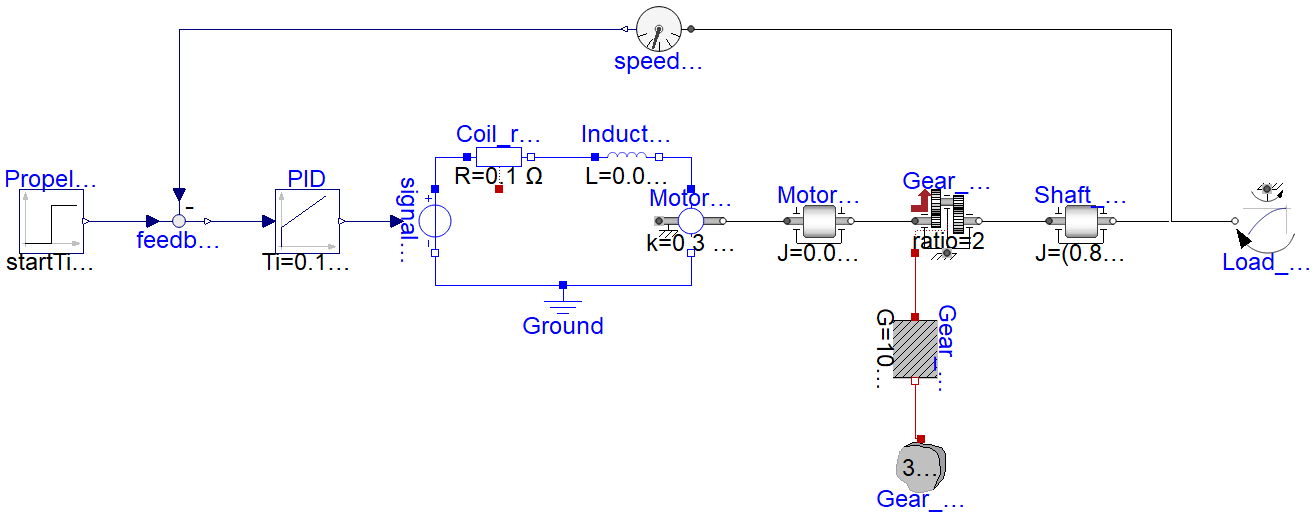 speed...
Coil_r...
Induct...
R=0.1 Ω
L=0.0...
Propel...
PID
signal...
+
-
Motor...
Motor...
Gear_...
Shaft_...
-
feedb...
k=0.3 ...
ratio=2
startTi...
Ti=0.1...
J=0.0...
J=(0.8...
Load_...
Ground
G=10...
Gear_...
3...
Gear_...